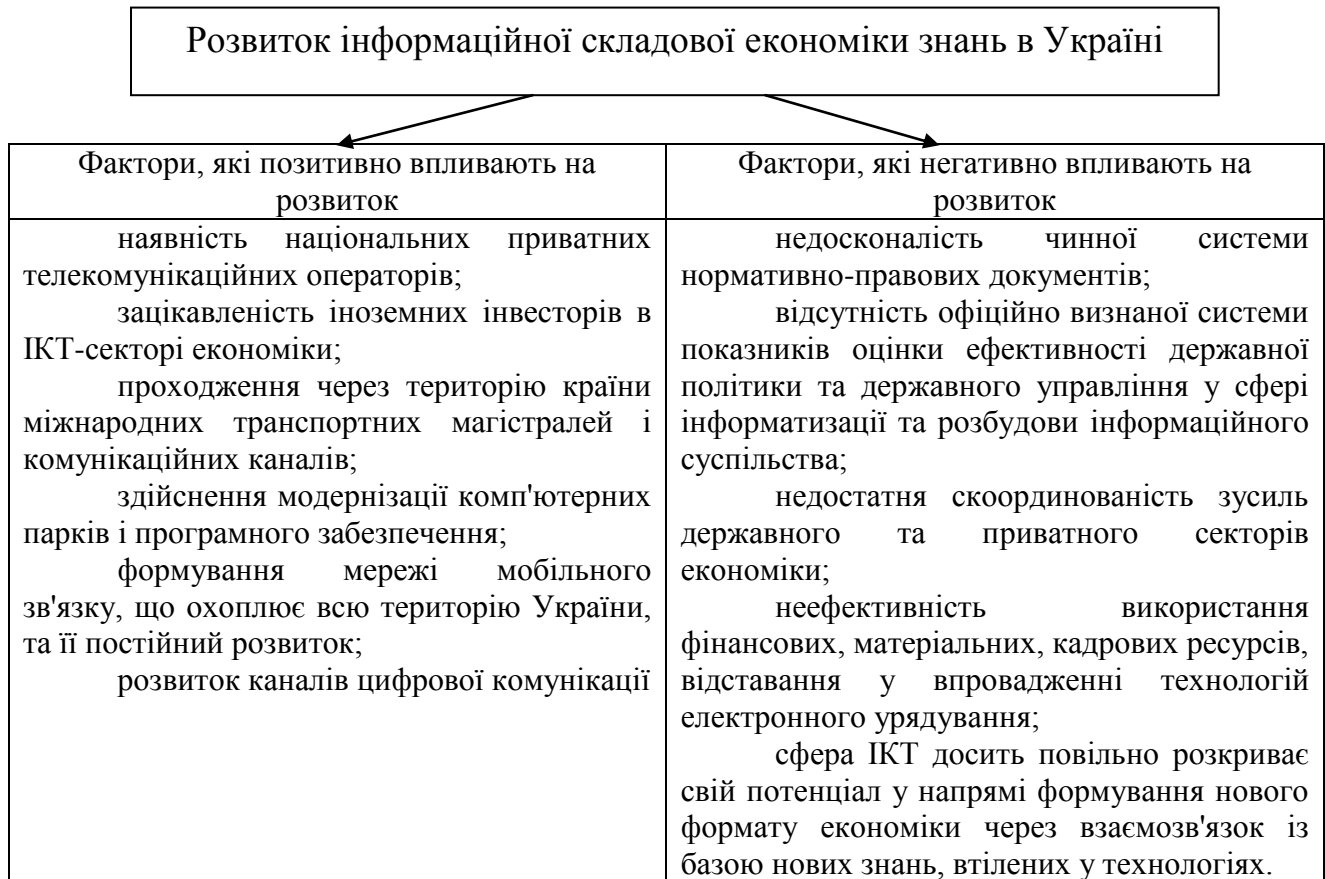 Розвиток інформаційної складової економіки знань в Україні
Фактори, які позитивно впливають на
розвиток
наявність національних приватних
телекомунікаційних операторів;
зацікавленість іноземних інвесторів в
ІКТ-секторі економіки;
проходження через територію країни
міжнародних транспортних магістралей і
комунікаційних каналів;
здійснення модернізації комп'ютерних
парків і програмного забезпечення;
формування мережі мобільного
зв'язку, що охоплює всю територію України,
та її постійний розвиток;
розвиток каналів цифрової комунікації
Фактори, які негативно впливають на
розвиток
недосконалість чинної системи
нормативно-правових документів;
відсутність офіційно визнаної системи
показників оцінки ефективності державної
політики та державного управління у сфері
інформатизації та розбудови інформаційного
суспільства;
недостатня скоординованість зусиль
державного та приватного секторів
економіки;
неефективність використання
фінансових, матеріальних, кадрових ресурсів,
відставання у впровадженні технологій
електронного урядування;
сфера ІКТ досить повільно розкриває
свій потенціал у напрямі формування нового
формату економіки через взаємозв'язок із
базою нових знань, втілених у технологіях.